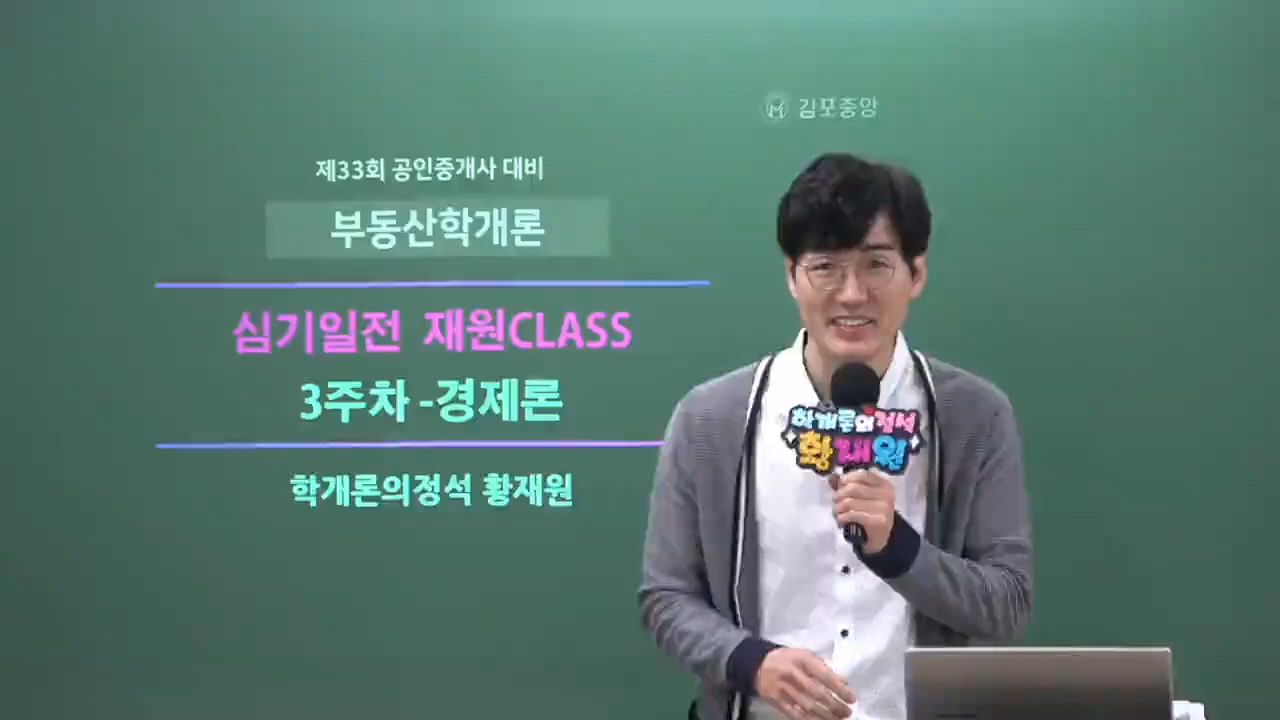 김포중앙
제33회 공인중개사 대비
부동산학개론
심기일전 재원CLASS
3주차 - 경제론
학개론의정석 황재원
학개론의정석
황재원